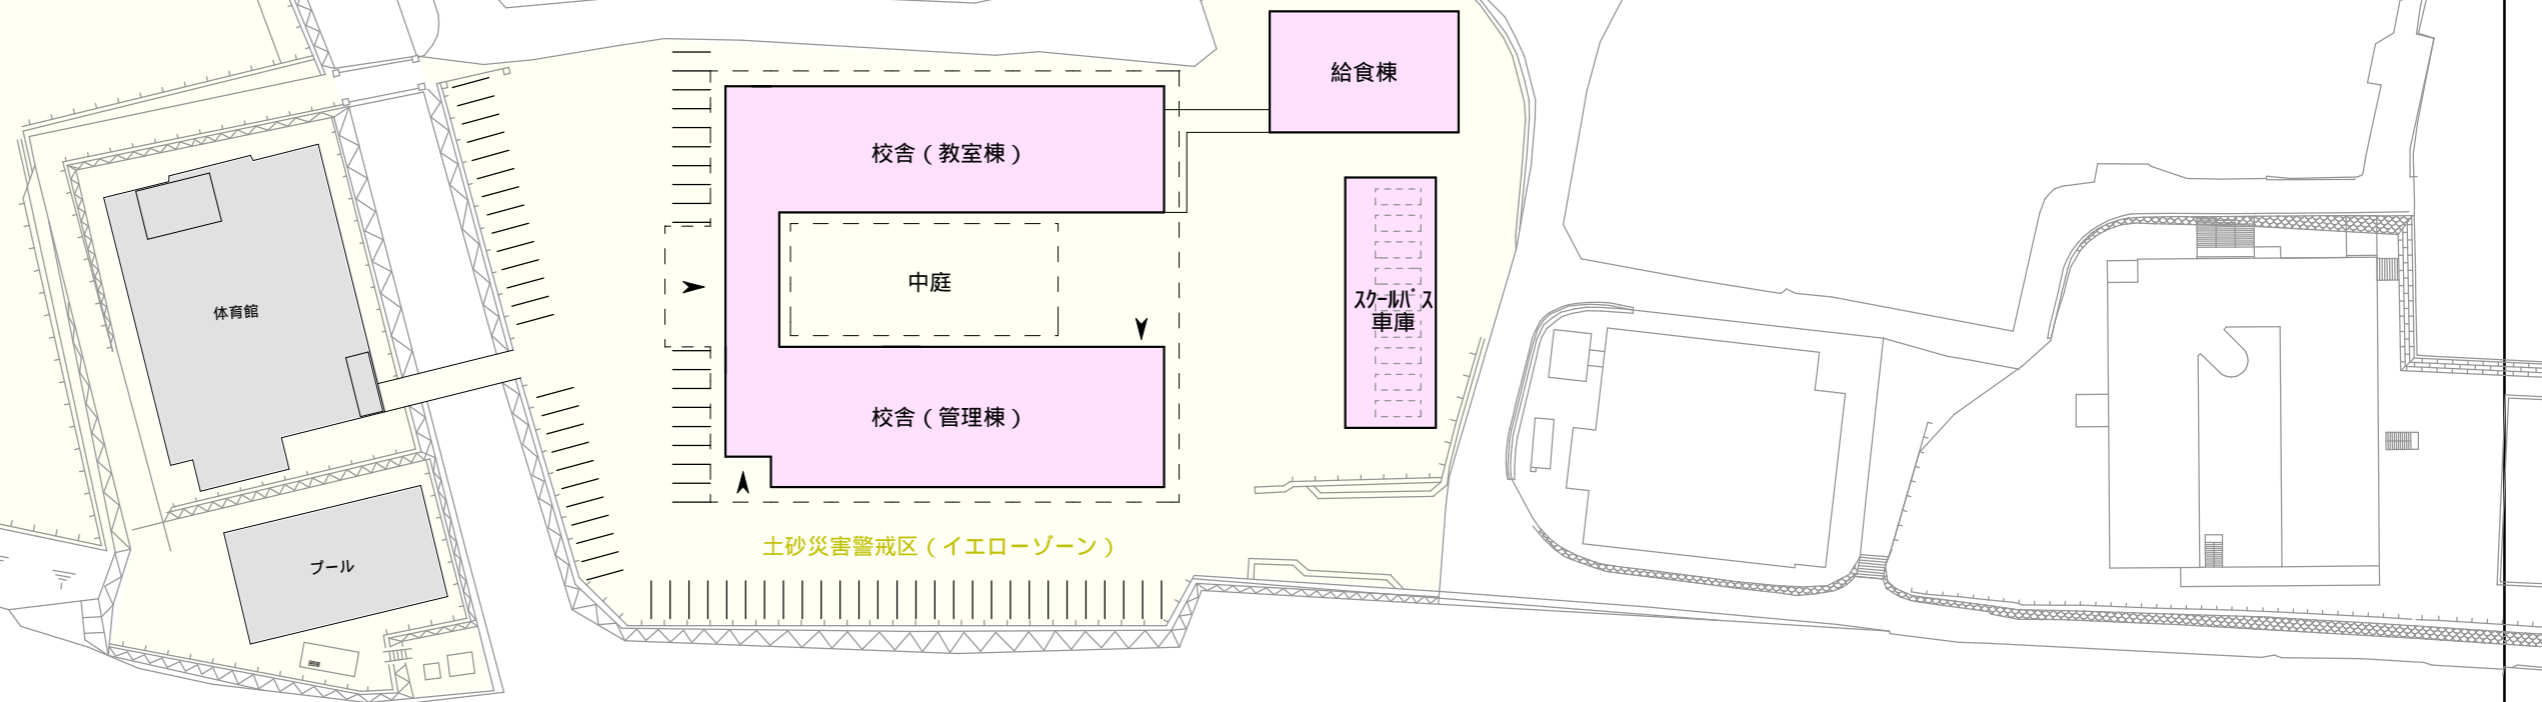 給食棟
校舎（教室棟）
中庭
体育館
スクールバス
車庫
校舎（管理棟）
土砂災害警戒区（イエローゾーン）
プール